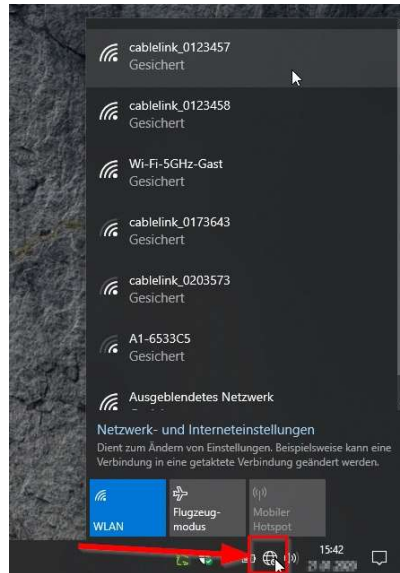 cablelink_0123457
Gesichert
cablelink_0123458
Gesichert
Wi-Fi-5GHz-Gast
Gesichert
cablelink_0173643
Gesichert
cablelink_0203573
Gesichert
A1-6533C5
Gesichert
Ausgeblendetes Netzwerk
Netzwerk- und Interneteinstellungen
Dient zum Ändern von Einstellungen. Beispielsweise kann eine
Verbindung in eine getaktete Verbindung geändert werden.
WLAN
Flugzeug-
modus
Mobiler
Hotspot
15:42